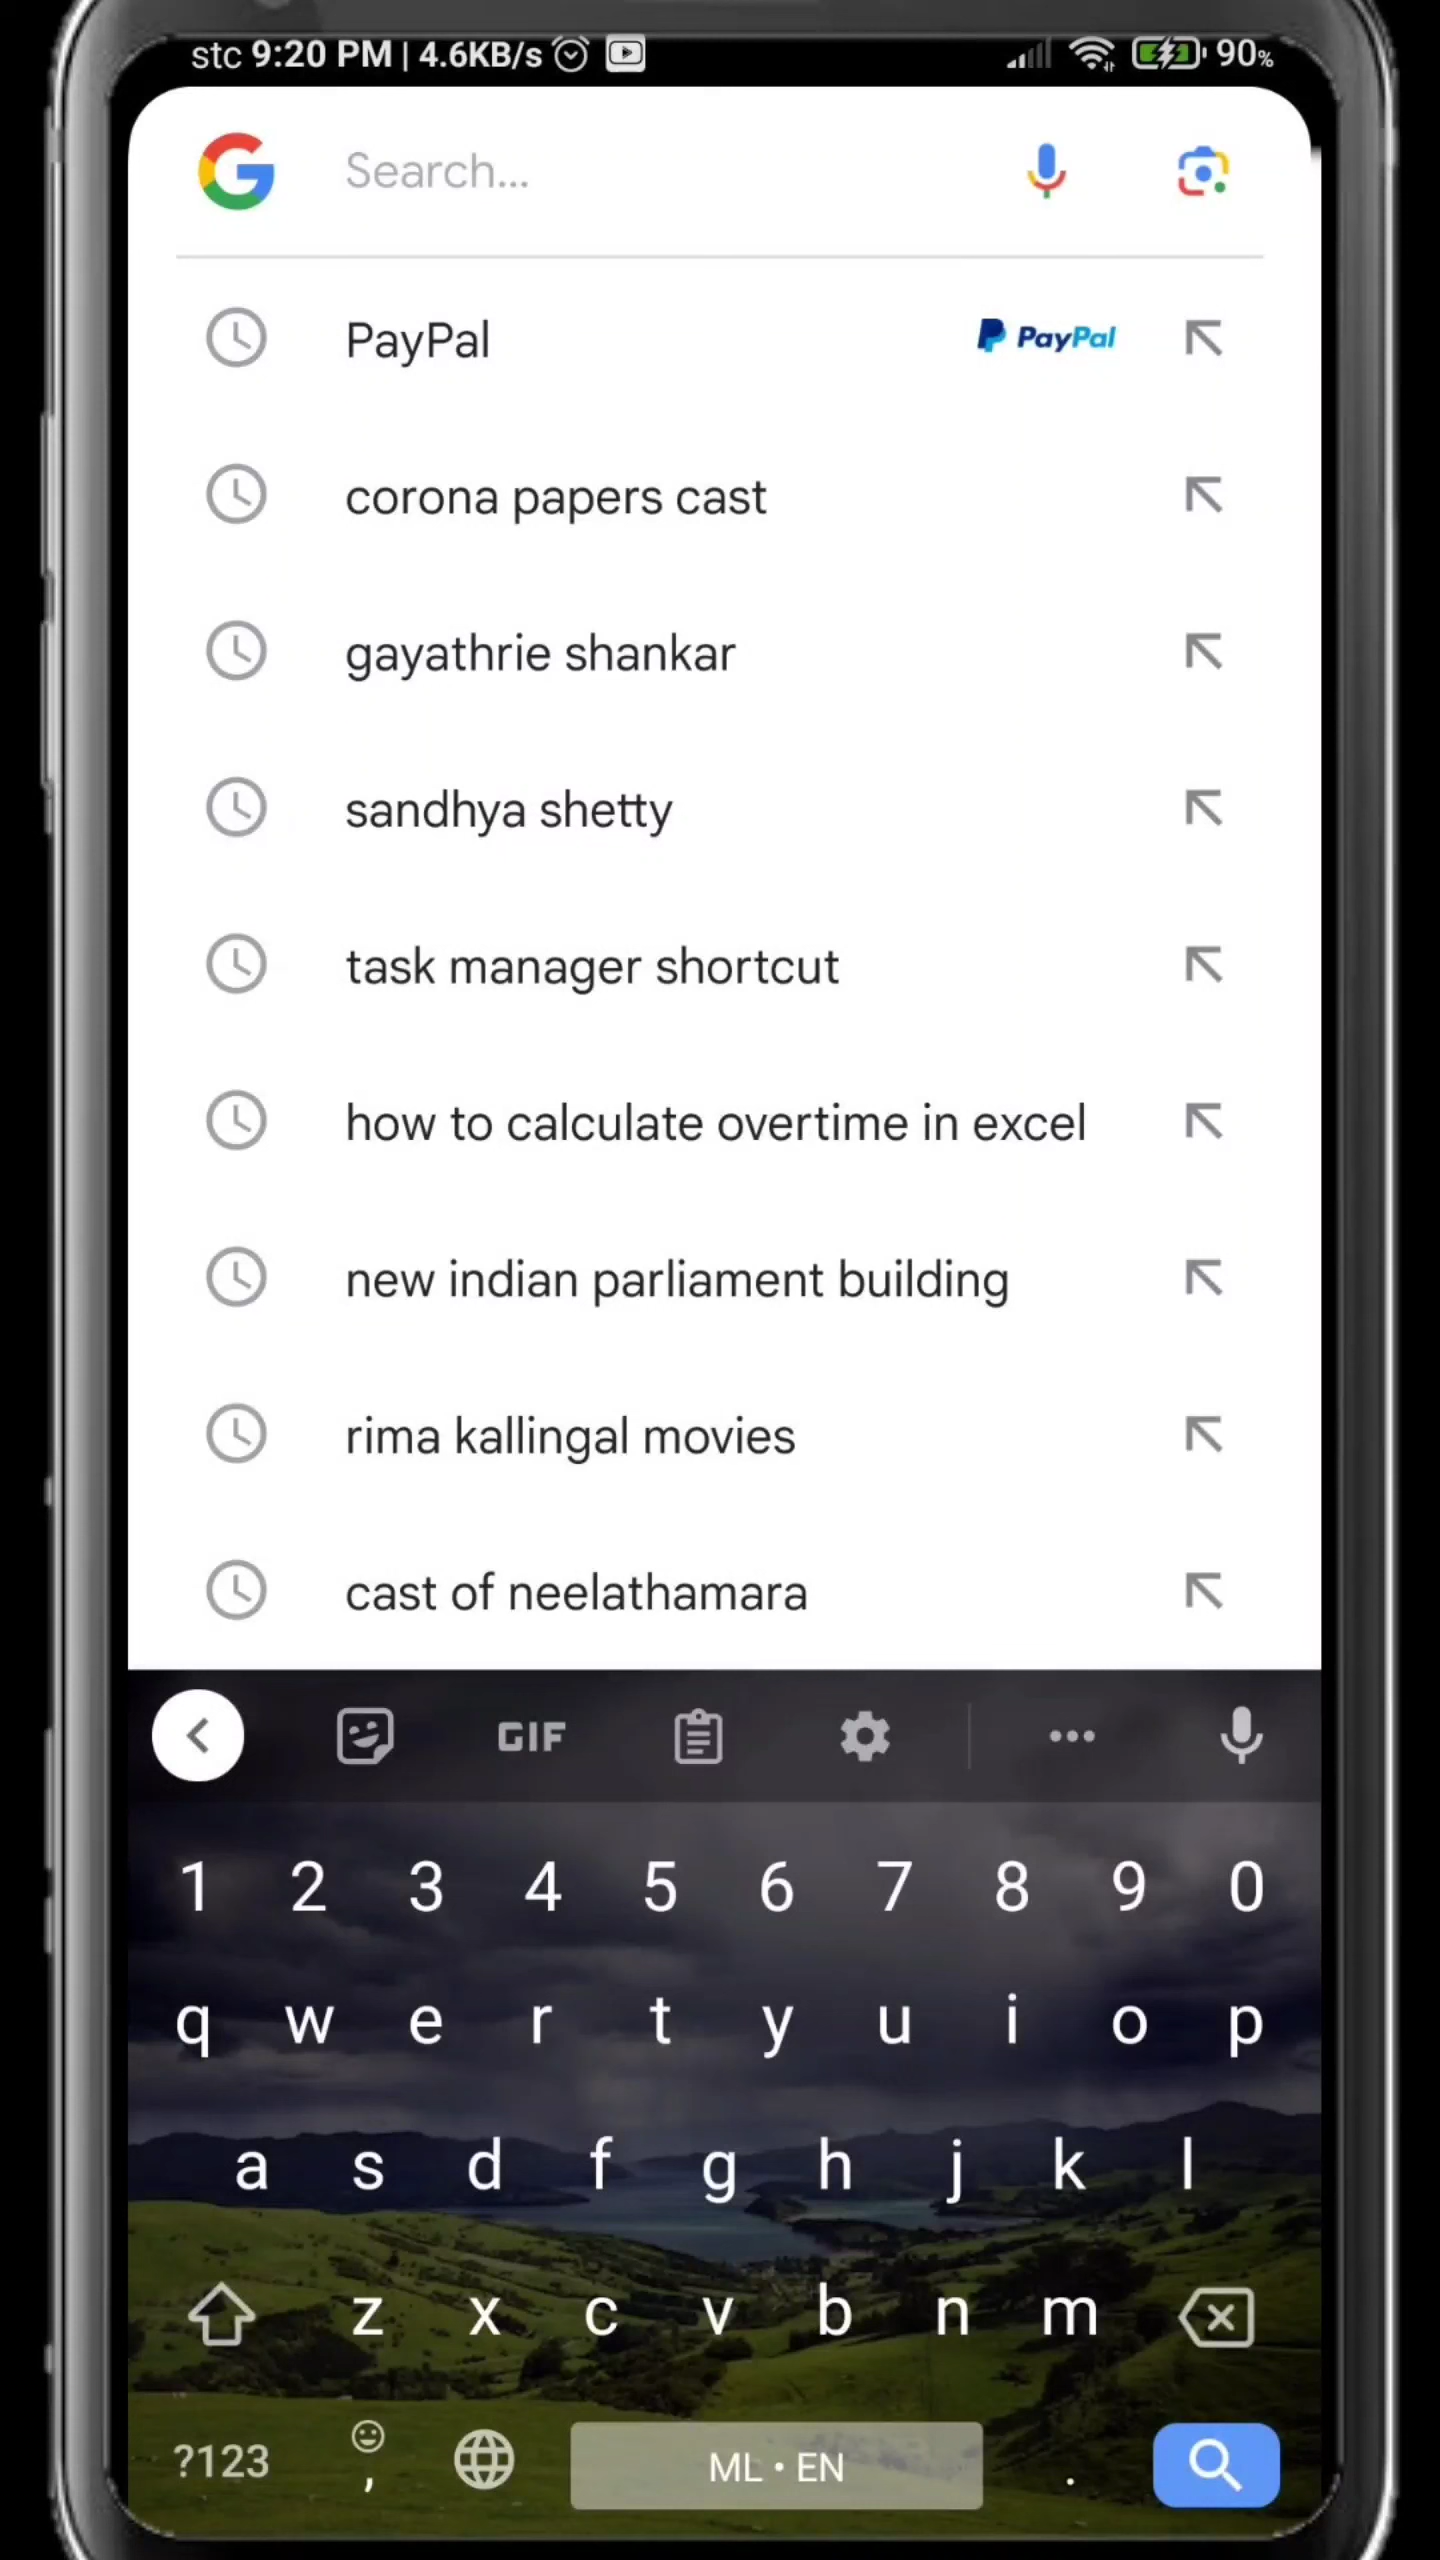 stc 9:20 PM | 4.6KB/s 90%
Search...
PayPal PayPal
corona papers cast
gayathrie shankar
sandhya shetty
task manager shortcut
how to calculate overtime in excel
new indian parliament building
rima kallingal movies
cast of neelathamara
GIF
1 2 3 4 5 6 7 8 9 0
q w e r t y u i o p
a s d f g h j k l
z x c v b n m
?123 , ML • EN .